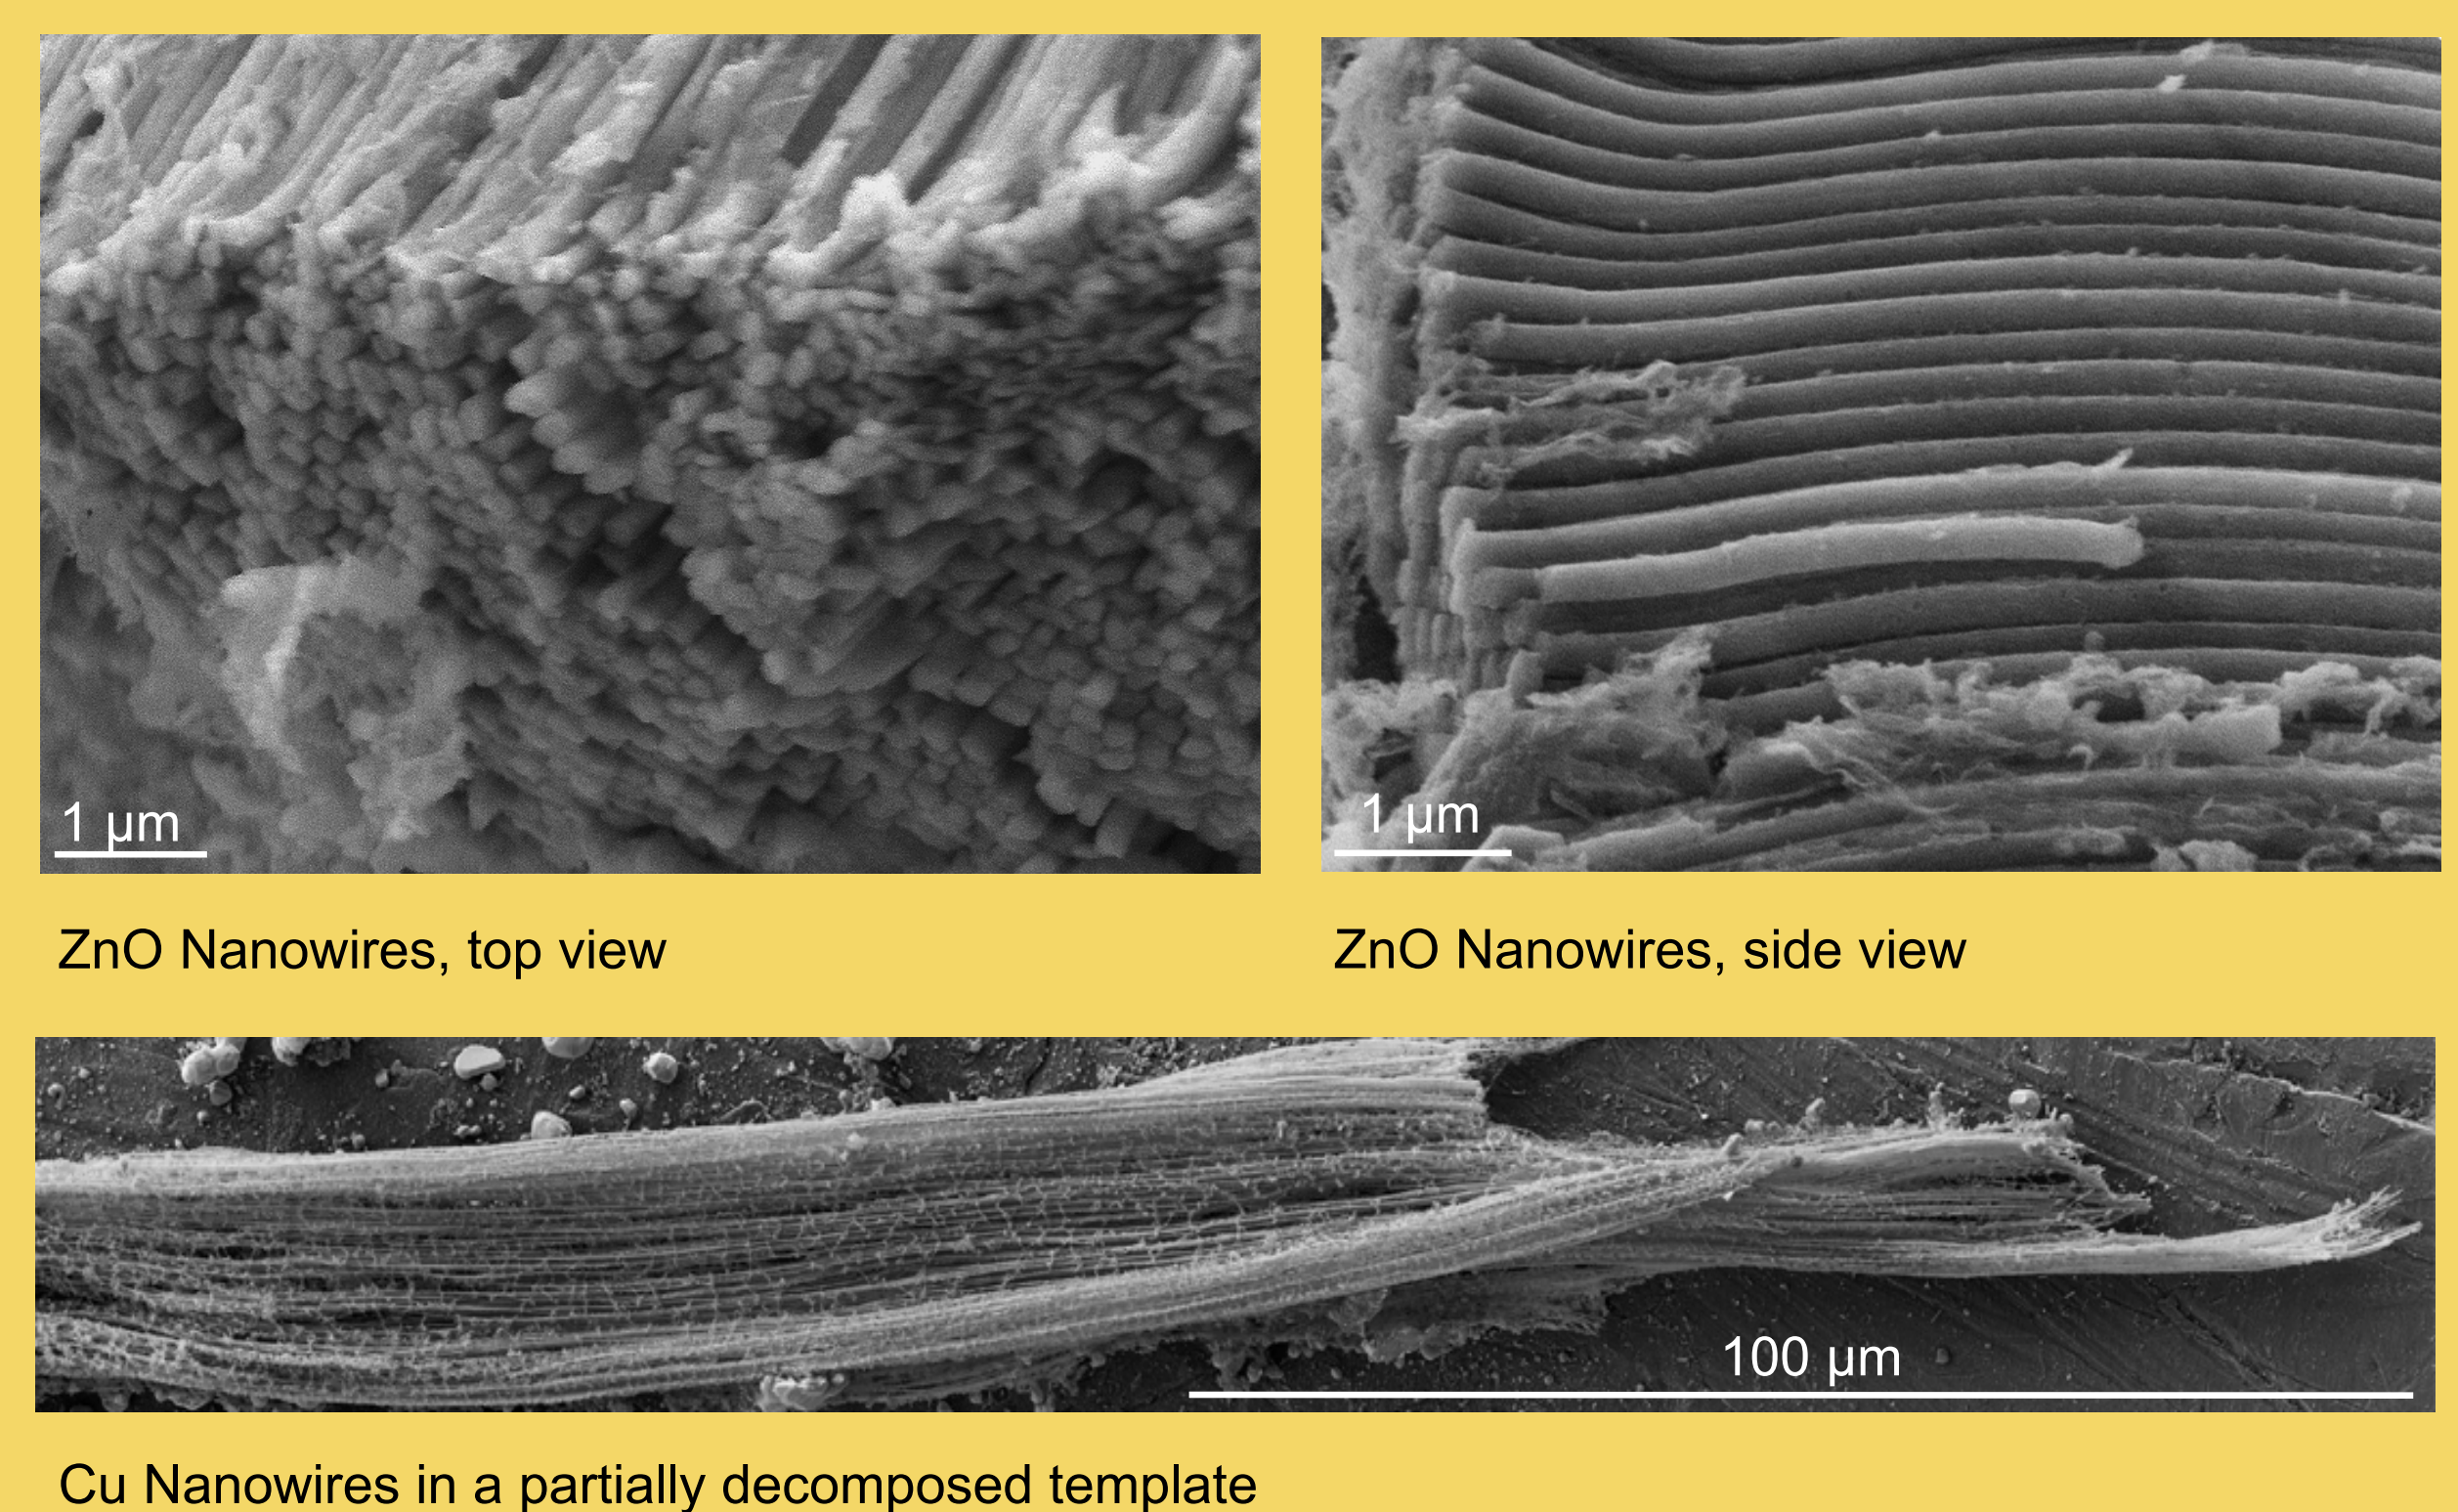 1 µm
1 µm
ZnO Nanowires, top view
ZnO Nanowires, side view
100 µm
Cu Nanowires in a partially decomposed template